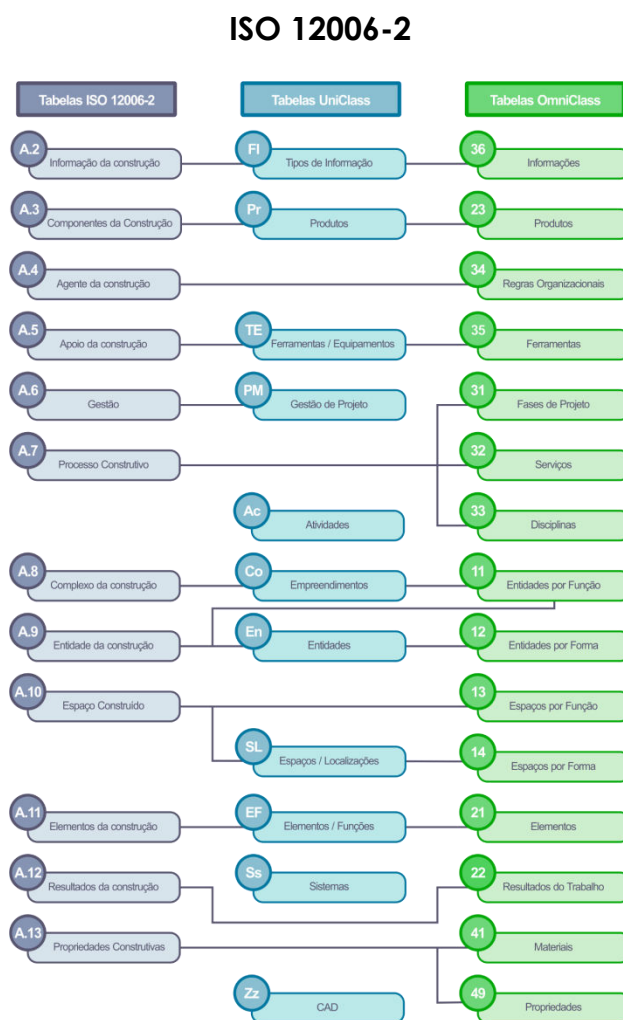 ISO 12006-2
Tabelas ISO 12006-2
Tabelas UniClass
Tabelas OmniClass
A.2
Informação da construção
FI
Tipos de Informação
36
Informações
A.3
Componentes da Construção
Pr
Produtos
23
Produtos
A.4
Agente da construção
34
Regras Organizacionais
A.5
Apoio da construção
TE
Ferramentas / Equipamentos
35
Ferramentas
A.6
Gestão
PM
Gestão de Projeto
31
Fases de Projeto
A.7
Processo Construtivo
32
Serviços
Ac
Atividades
33
Disciplinas
A.8
Complexo da construção
Co
Empreendimentos
11
Entidades por Função
A.9
Entidade da construção
En
Entidades
12
Entidades por Forma
A.10
Espaço Construído
13
Espaços por Função
SL
Espaços / Localizações
14
Espaços por Forma
A.11
Elementos da construção
EF
Elementos / Funções
21
Elementos
A.12
Resultados da construção
Ss
Sistemas
22
Resultados do Trabalho
A.13
Propriedades Construtivas
41
Materiais
Zz
CAD
49
Propriedades